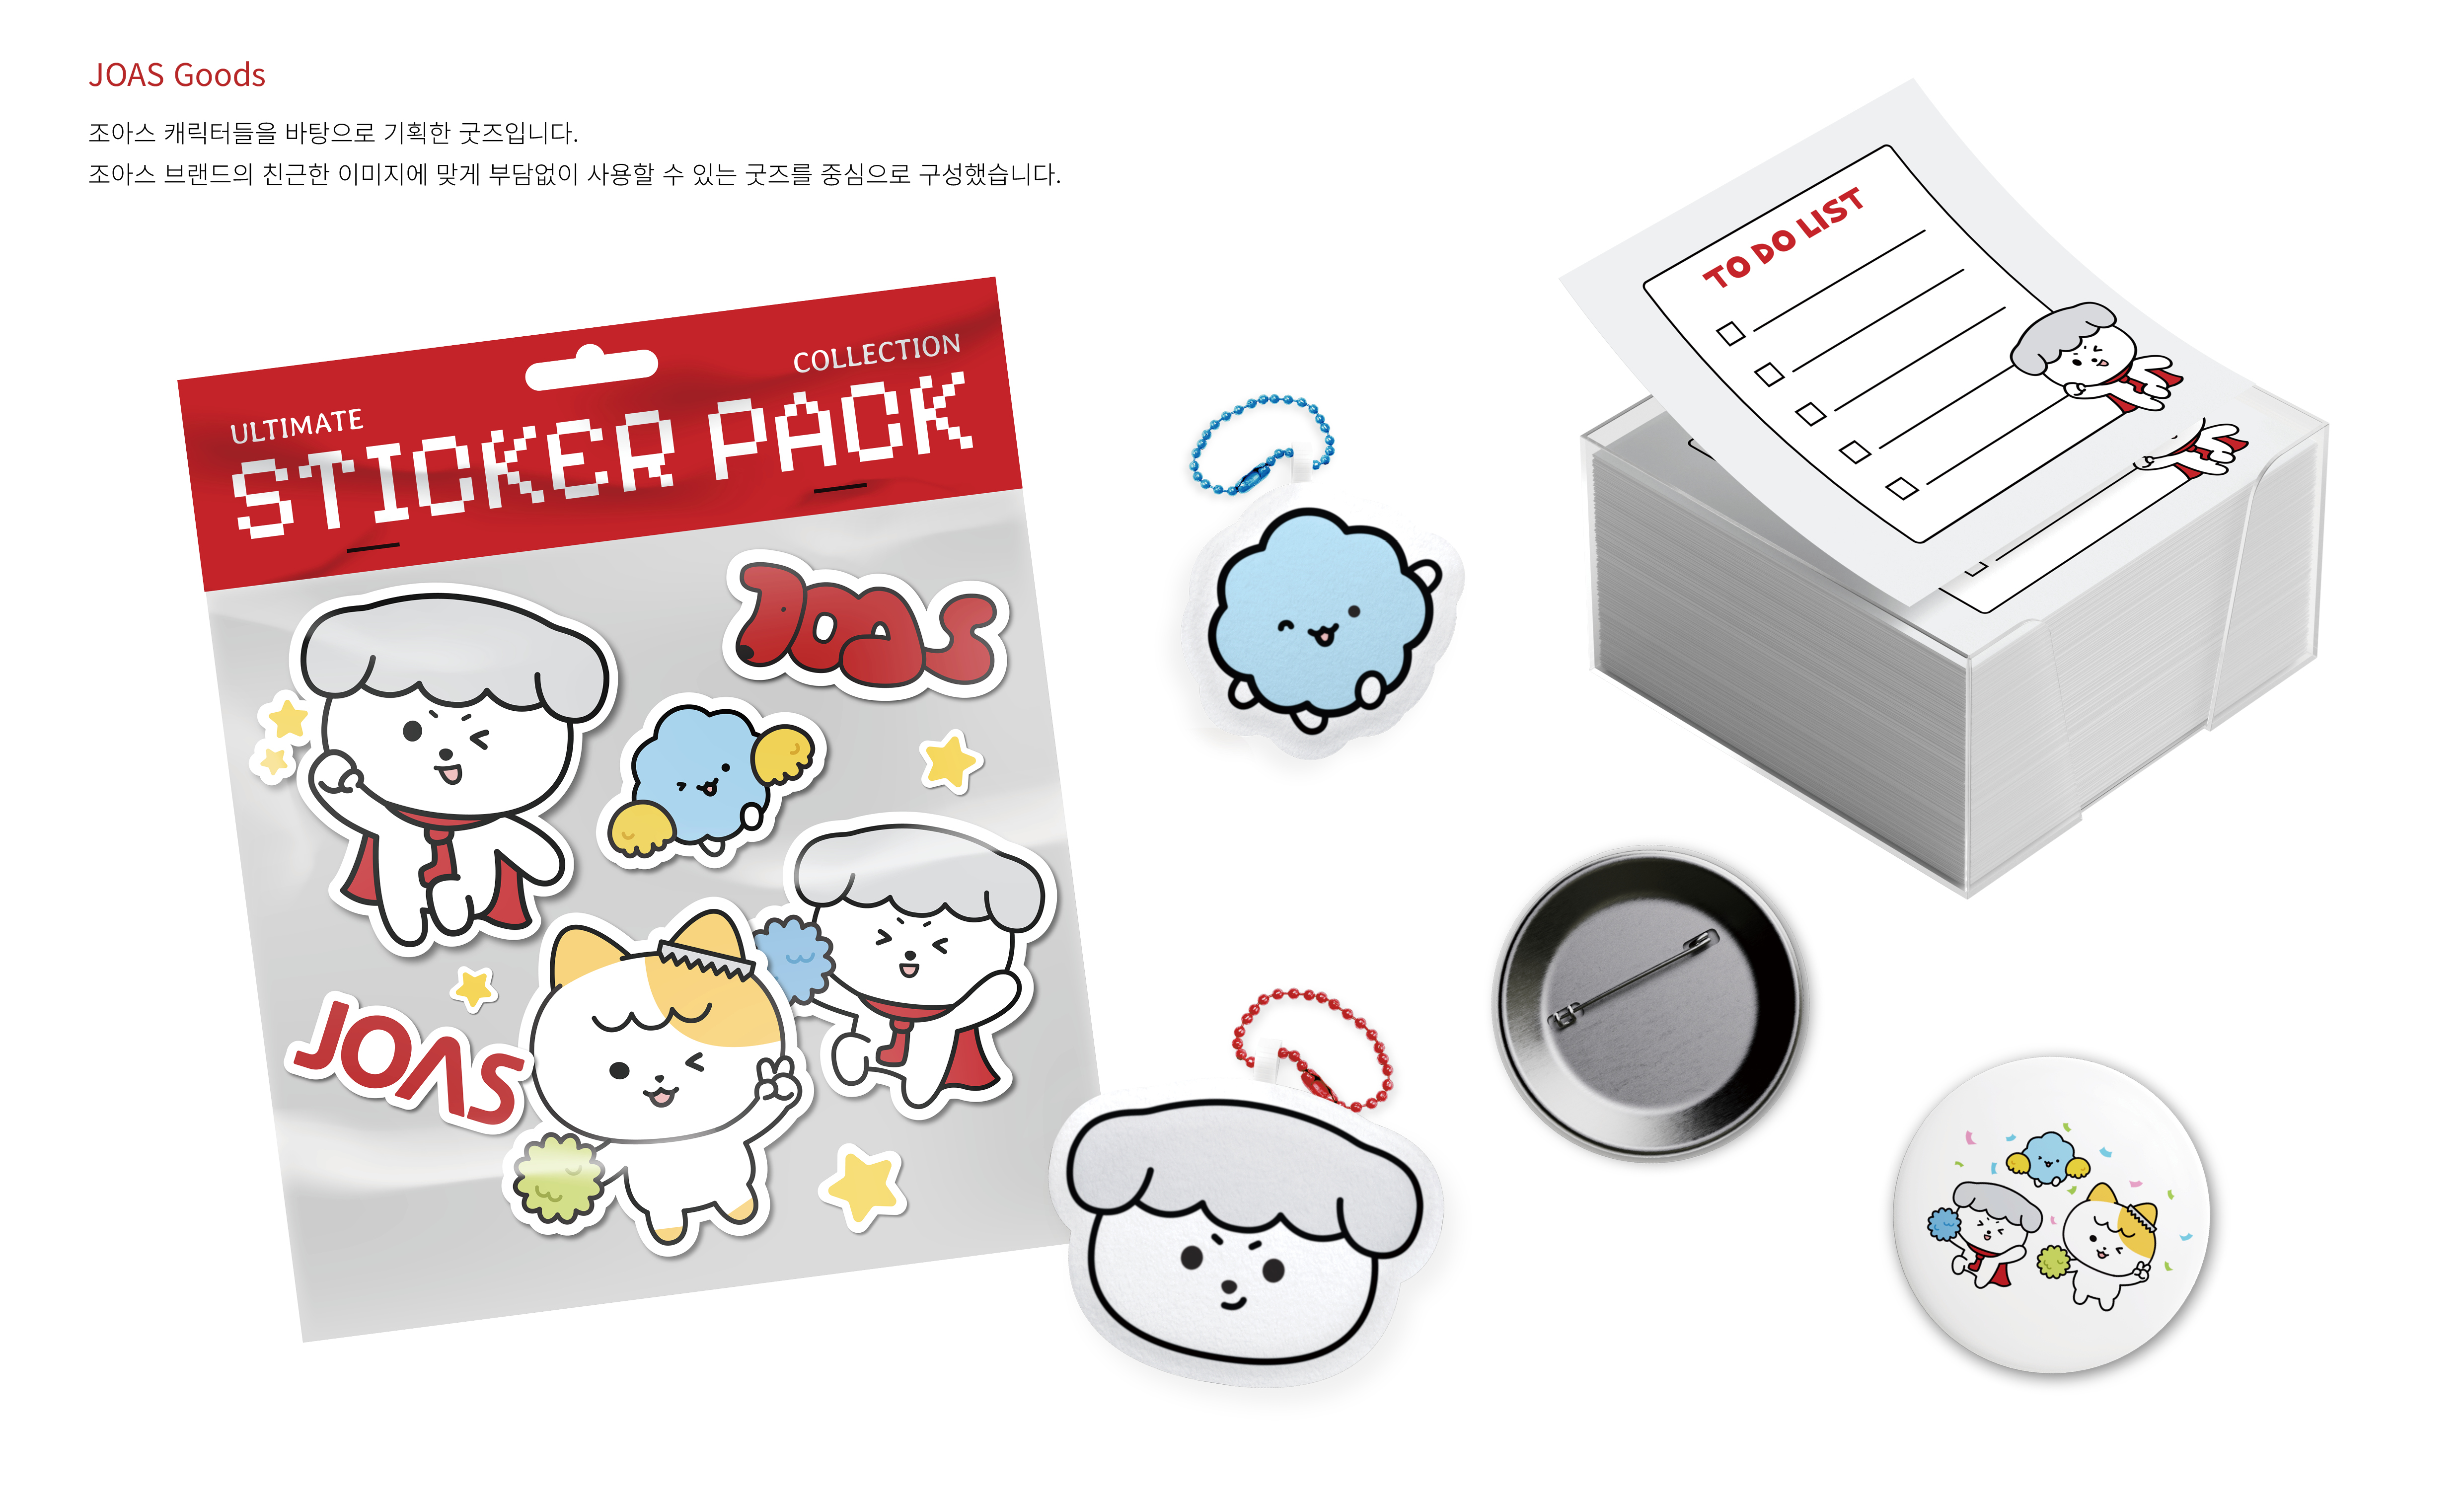 JOAS Goods
조아스 캐릭터들을 바탕으로 기획한 굿즈입니다.
조아스 브랜드의 친근한 이미지에 맞게 부담없이 사용할 수 있는 굿즈를 중심으로 구성했습니다.
ULTIMATE
COLLECTION
STICKER PACK
JOAS
JOAS
TO DO LIST